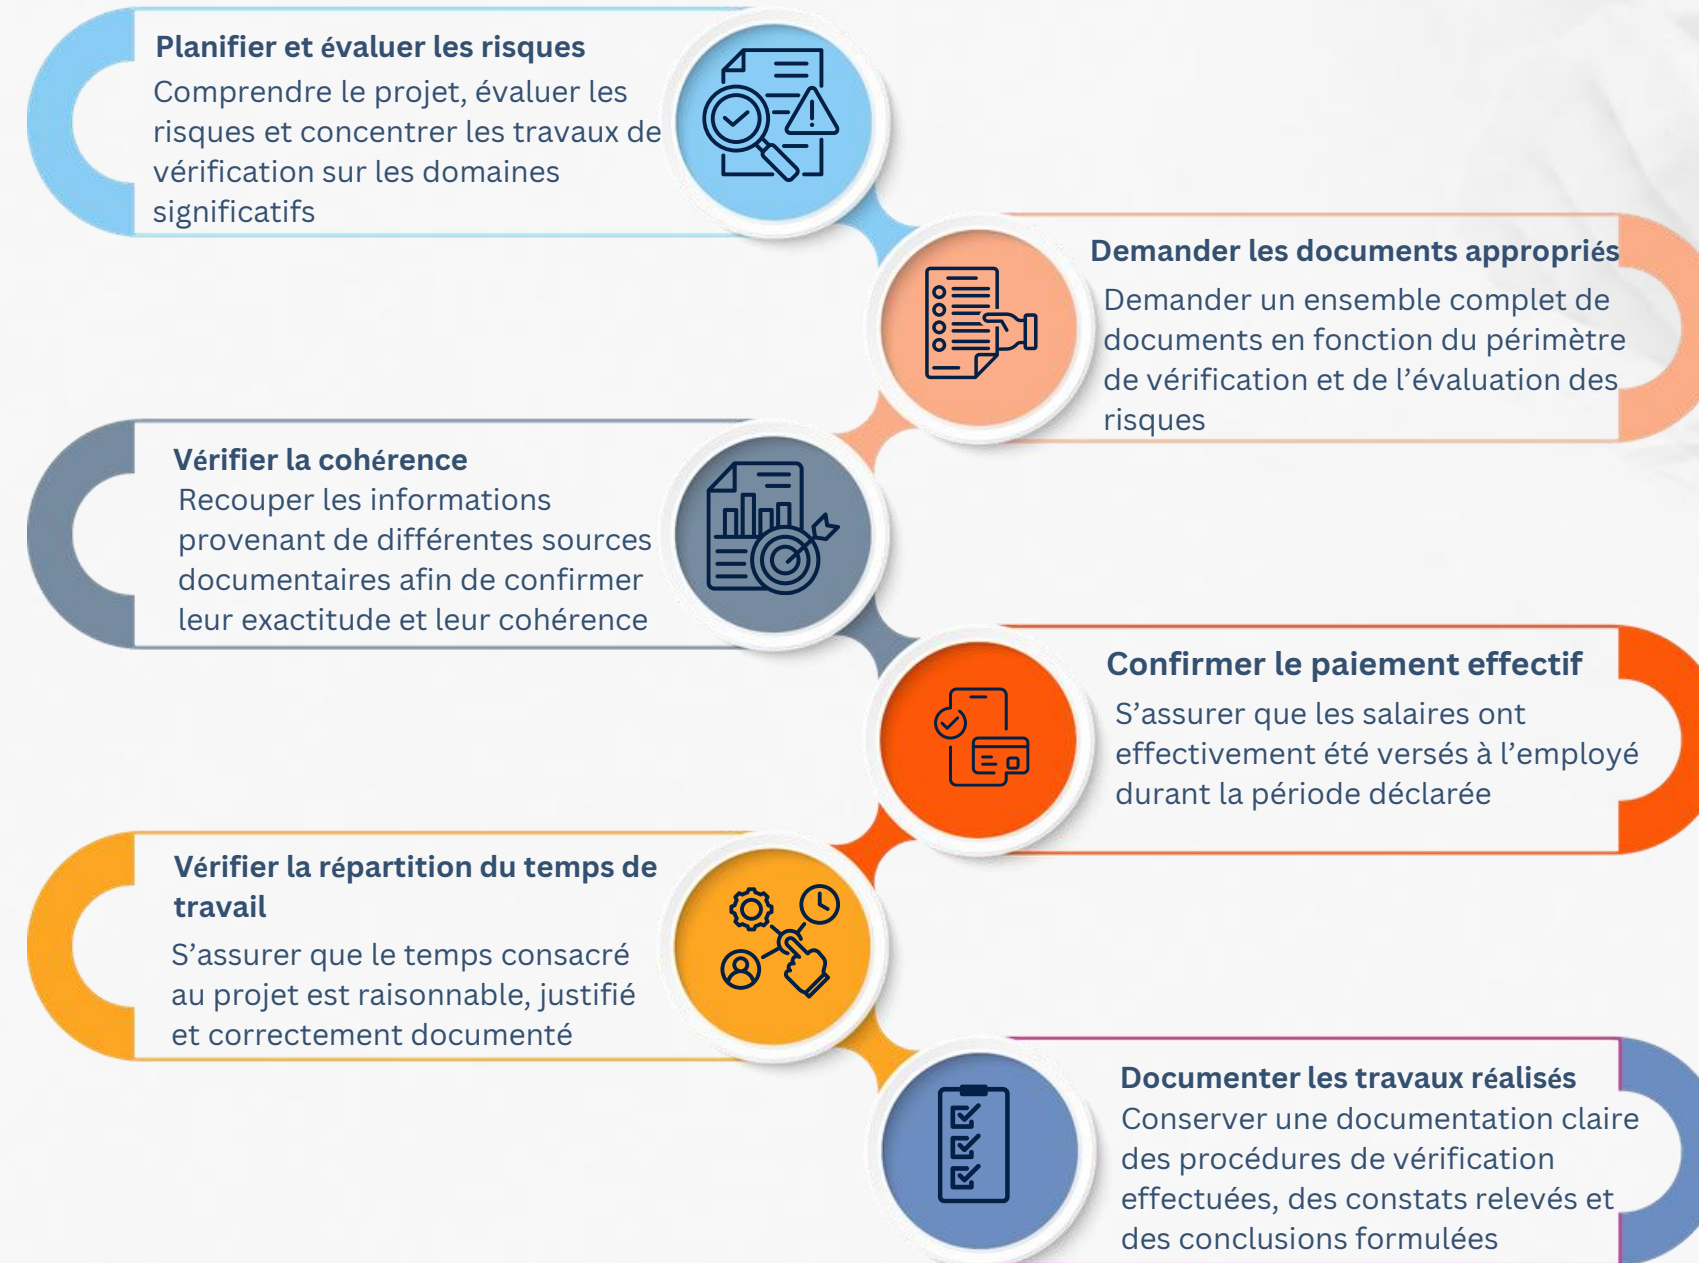 Planifier et évaluer les risques
Comprendre le projet, évaluer les
risques et concentrer les travaux de
vérification sur les domaines
significatifs
Demander les documents appropriés
Demander un ensemble complet de
documents en fonction du périmètre
de vérification et de l’évaluation des
risques
Vérifier la cohérence
Recouper les informations
provenant de différentes sources
documentaires afin de confirmer
leur exactitude et leur cohérence
Confirmer le paiement effectif
S’assurer que les salaires ont
effectivement été versés à l’employé
durant la période déclarée
Vérifier la répartition du temps de
travail
S’assurer que le temps consacré
au projet est raisonnable, justifié
et correctement documenté
Documenter les travaux réalisés
Conserver une documentation claire
des procédures de vérification
effectuées, des constats relevés et
des conclusions formulées